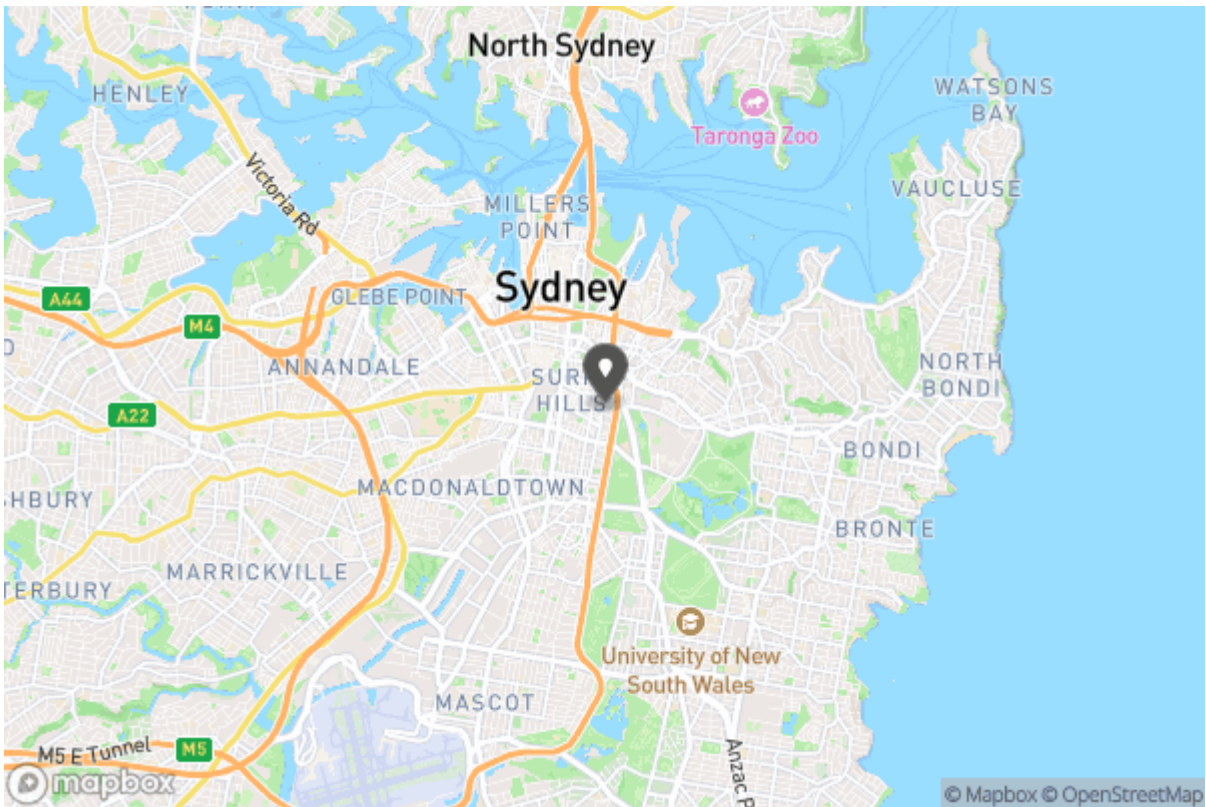 North Sydney
HENLEY
WATSONS
BAY
Taronga Zoo
Victoria Rd
VAUCLUSE
MILLERS
POINT
Sydney
GLEBE POINT
A44
M4
ANNANDALE
NORTH
BONDI
HILLS
A22
BONDI
MACDONALDTOWN
BRONTE
MARRICKVILLE
University of New
South Wales
MASCOT
M5 E Tunnel
M5
mapbox
© Mapbox © OpenStreetMap